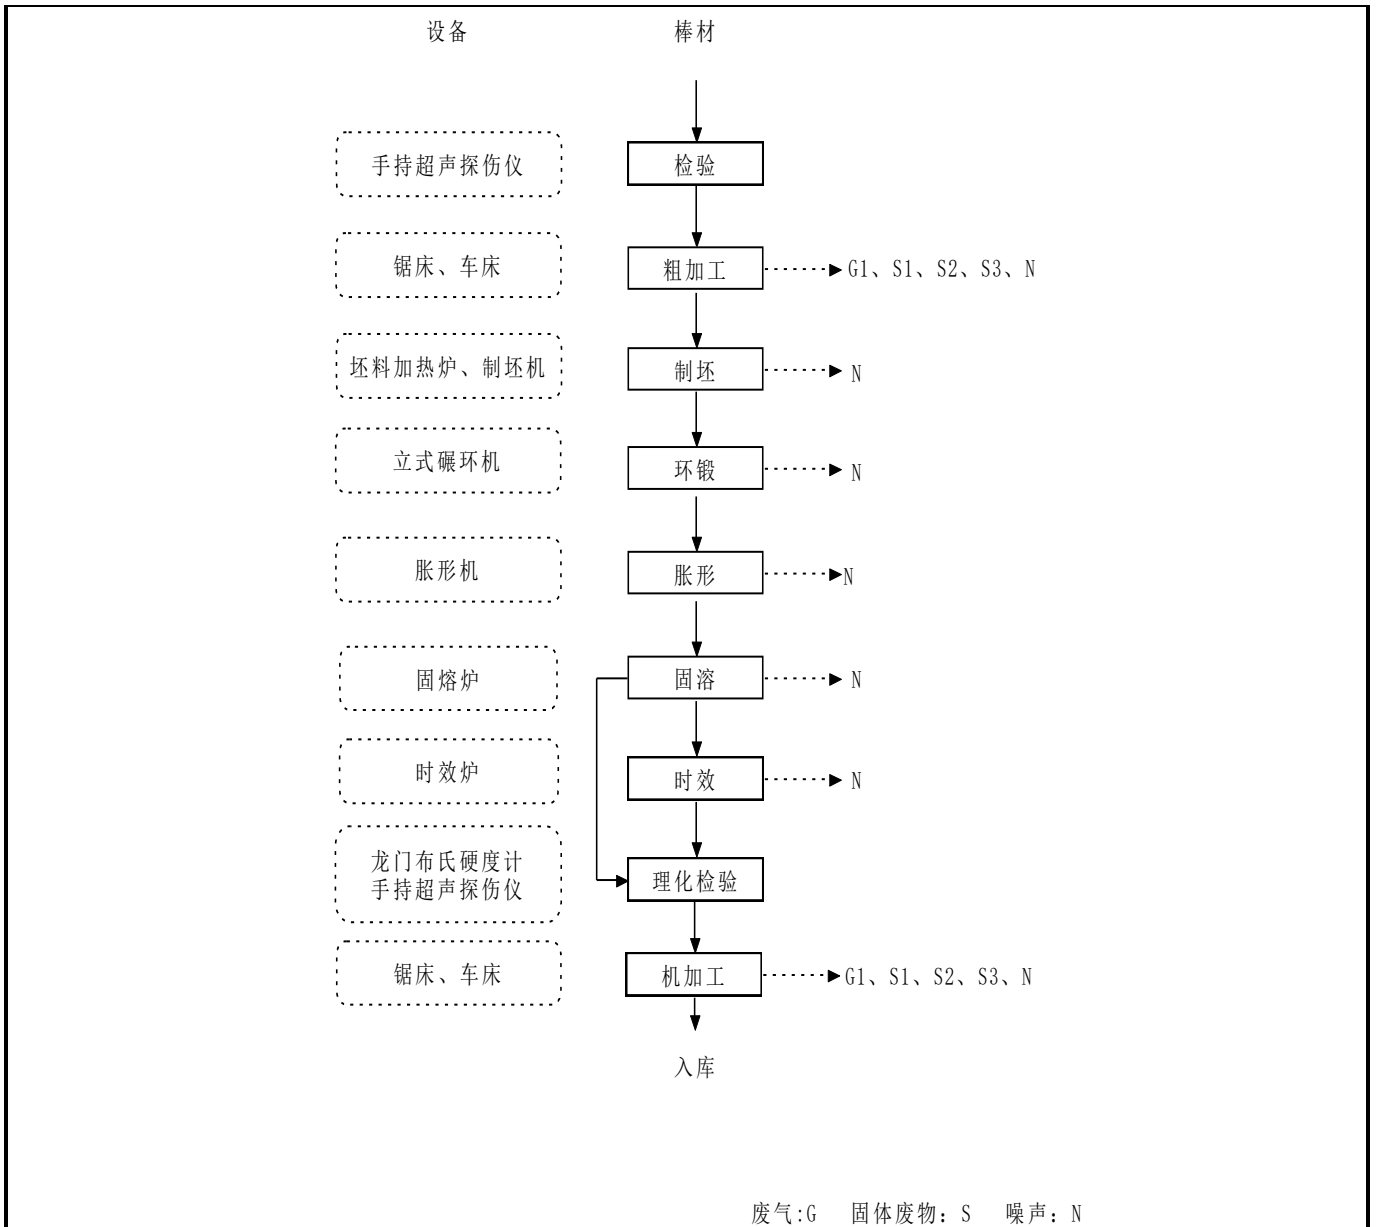 设备 棒材
手持超声探伤仪 检验
锯床、车床 粗加工 G1、S1、S2、S3、N
坯料加热炉、制坯机 制坯 N
立式碾环机 环锻 N
胀形机 胀形 N
固熔炉 固溶 N
时效炉 时效 N
龙门布氏硬度计
手持超声探伤仪 理化检验
锯床、车床 机加工 G1、S1、S2、S3、N
入库
废气:G 固体废物：S 噪声：N